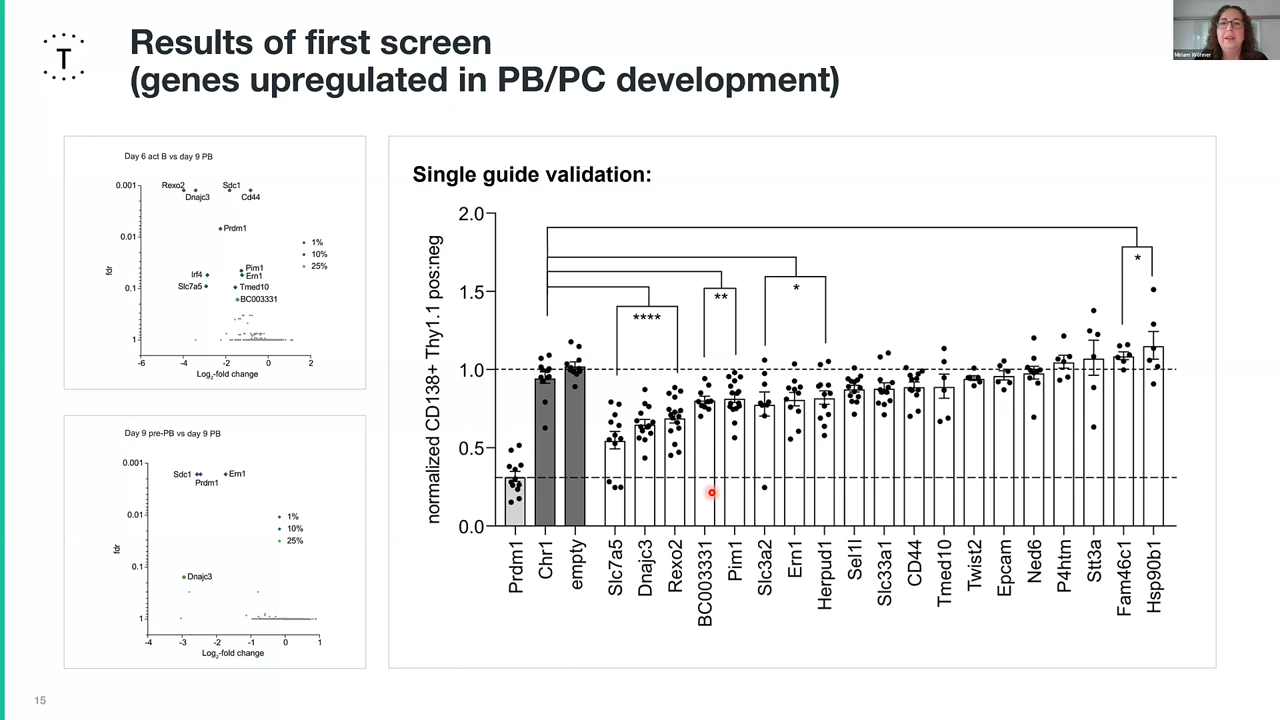 T
Results of first screen
(genes upregulated in PB/PC development)
Miriam Wöhner
Day 6 act B vs day 9 PB
0.001
0.01
0.1
1
fdr
Rexo2
Dnajc3
Sdc1
Cd44
Prdm1
Irf4
Slc7a5
Pim1
Ern1
Tmed10
BC003331
1%
10%
25%
-6 -4 -2 0 2
Log2-fold change
Day 9 pre-PB vs day 9 PB
0.001
0.01
0.1
1
fdr
Sdc1
Prdm1
Ern1
Dnajc3
1%
10%
25%
-4 -3 -2 -1 0 1
Log2-fold change
Single guide validation:
normalized CD138+ Thy1.1 pos:neg
2.0
1.5
1.0
0.5
0.0
****
**
*
*
Prdm1
Chr1
empty
Slc7a5
Dnajc3
Rexo2
BC003331
Pim1
Slc3a2
Ern1
Herpud1
Sel1l
Slc33a1
CD44
Tmed10
Twist2
Epcam
Ned6
P4htm
Stt3a
Fam46c1
Hsp90b1
15